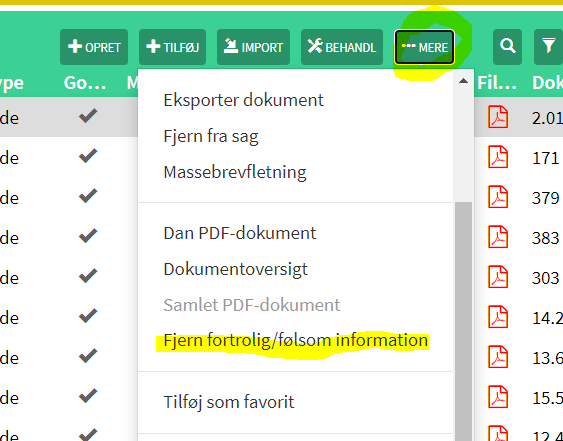 OPRET TILFØJ IMPORT BEHANDL MERE
ype Go... M Fil... Dok
de 2.01
Eksporter dokument
Fjern fra sag
de 171
Massebrevfletning
de 379
Dan PDF-dokument
de 383
Dokumentoversigt
de 303
Samlet PDF-dokument
de 14.2
Fjern fortrolig/følsom information
de 13.6
Tilføj som favorit
de 15.5
de 12.4